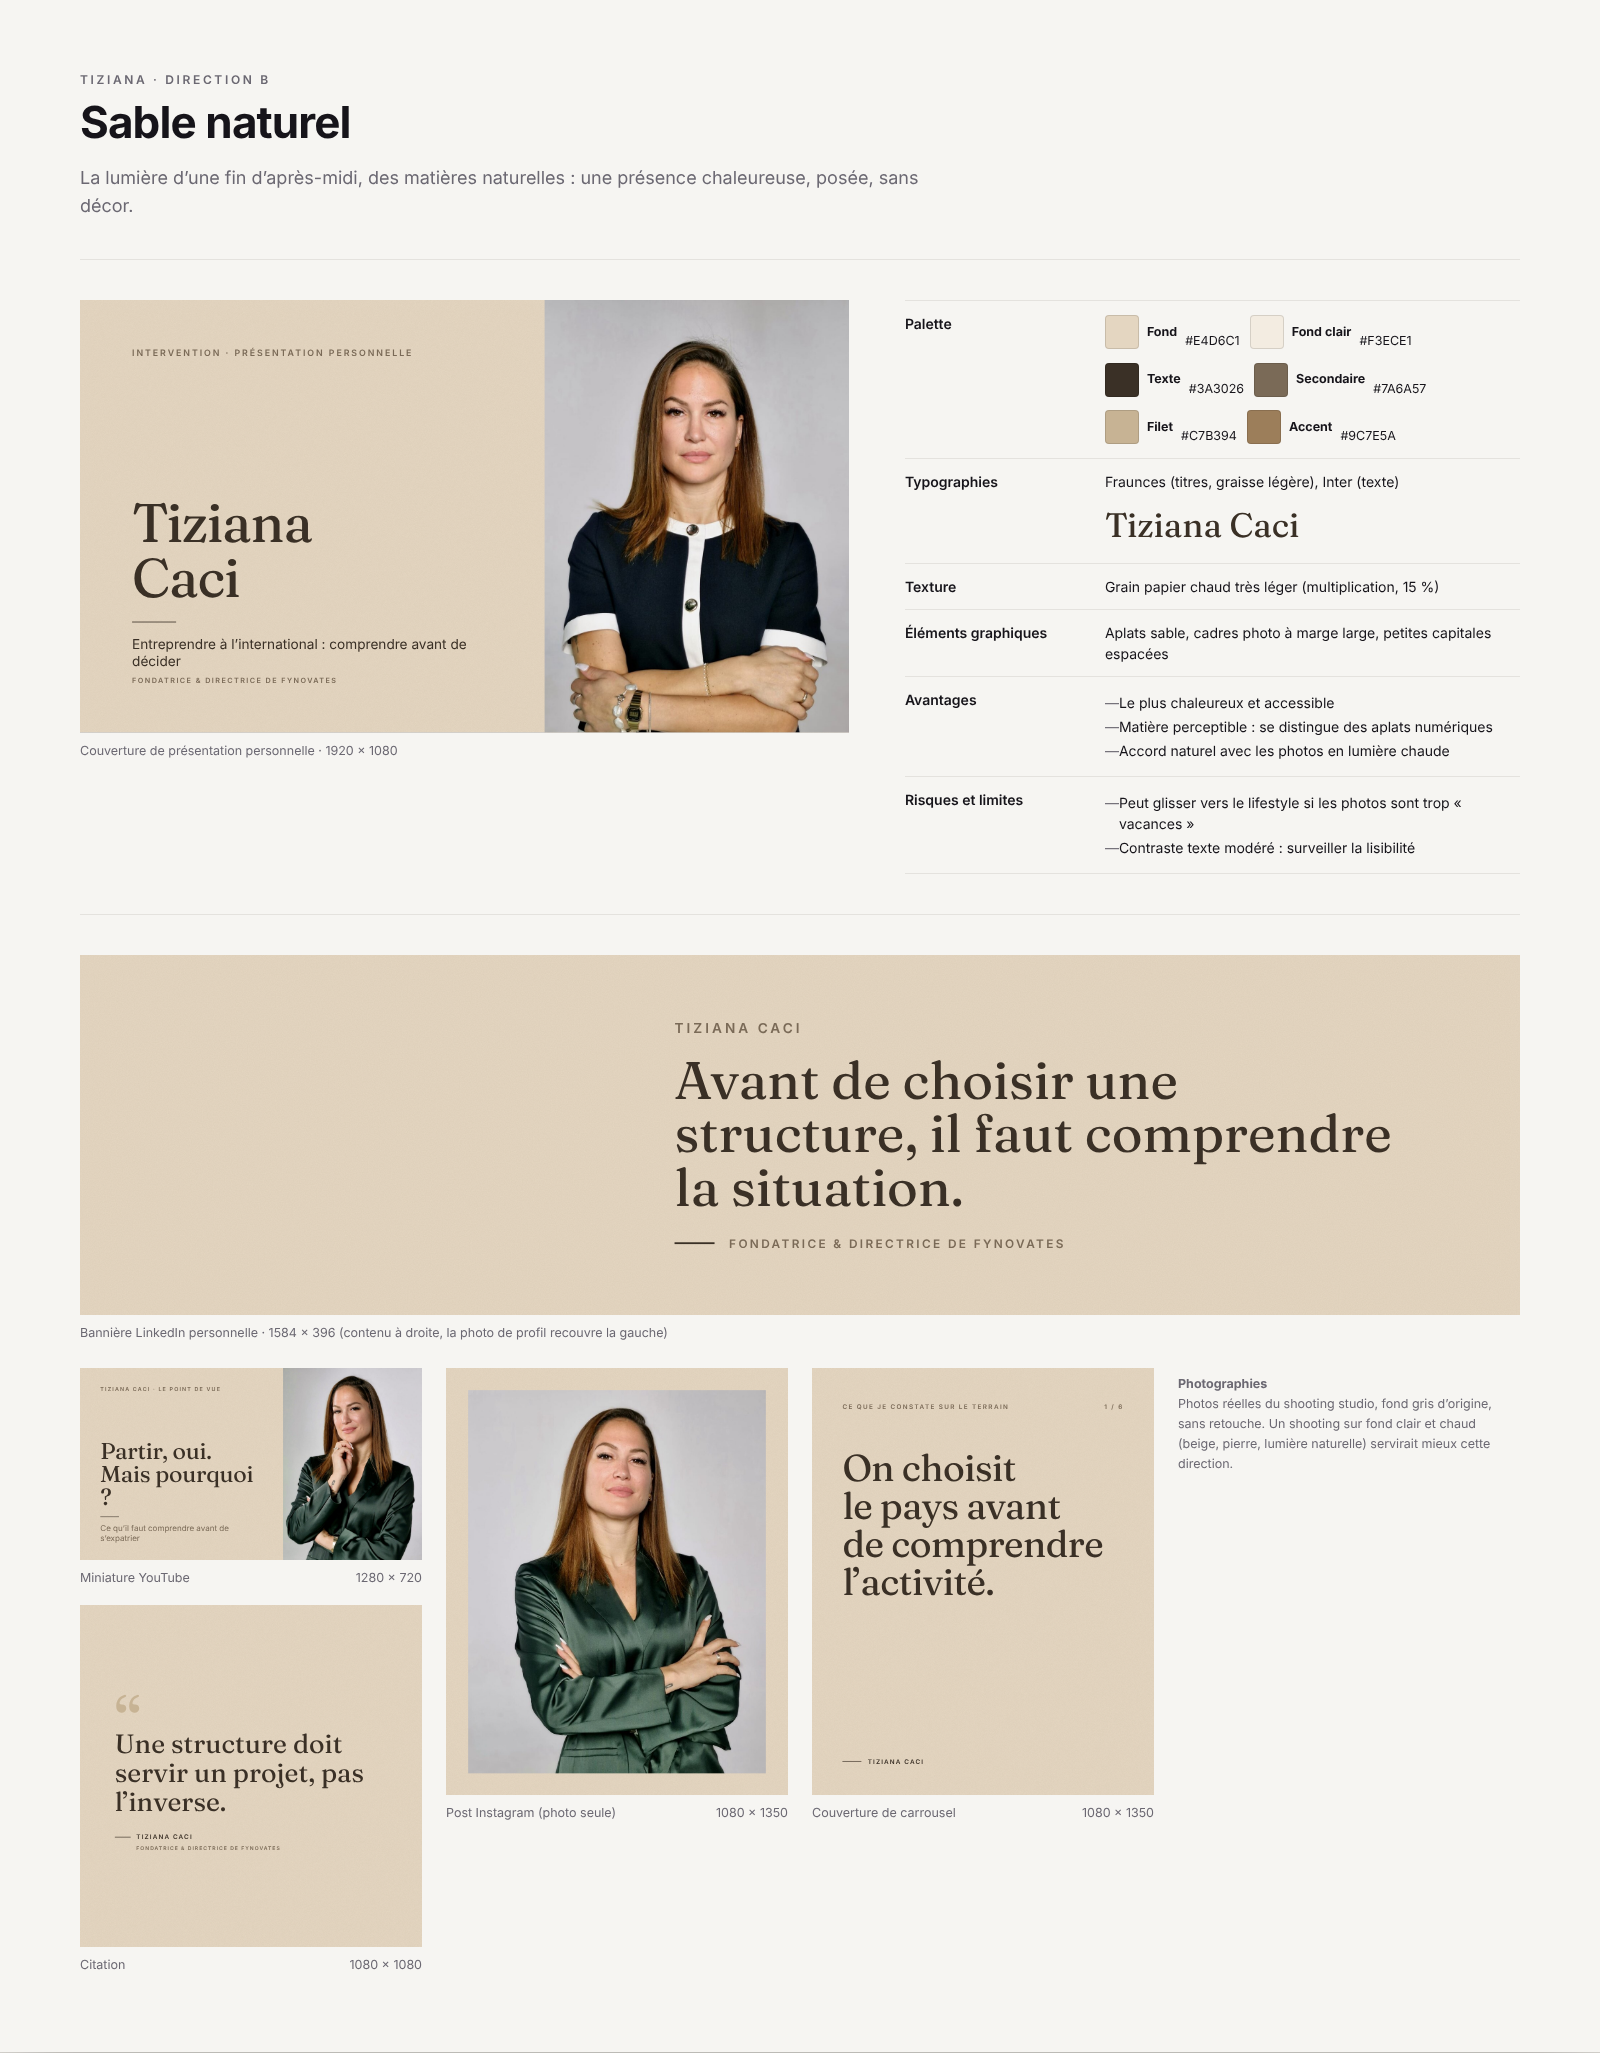 TIZIANA · DIRECTION B
Sable naturel
La lumière d’une fin d’après-midi, des matières naturelles : une présence chaleureuse, posée, sans
décor.
INTERVENTION · PRÉSENTATION PERSONNELLE
Tiziana
Caci
Entreprendre à l’international : comprendre avant de
décider
FONDATRICE & DIRECTRICE DE FYNOVATES
Couverture de présentation personnelle · 1920 × 1080
Palette
Fond #E4D6C1 Fond clair #F3ECE1
Texte #3A3026 Secondaire #7A6A57
Filet #C7B394 Accent #9C7E5A
Typographies
Fraunces (titres, graisse légère), Inter (texte)
Tiziana Caci
Texture
Grain papier chaud très léger (multiplication, 15 %)
Éléments graphiques
Aplats sable, cadres photo à marge large, petites capitales
espacées
Avantages
—Le plus chaleureux et accessible
—Matière perceptible : se distingue des aplats numériques
—Accord naturel avec les photos en lumière chaude
Risques et limites
—Peut glisser vers le lifestyle si les photos sont trop «
vacances »
—Contraste texte modéré : surveiller la lisibilité
TIZIANA CACI
Avant de choisir une
structure, il faut comprendre
la situation.
FONDATRICE & DIRECTRICE DE FYNOVATES
Bannière LinkedIn personnelle · 1584 × 396 (contenu à droite, la photo de profil recouvre la gauche)
TIZIANA CACI · LE POINT DE VUE
Partir, oui.
Mais pourquoi
?
Ce qu’il faut comprendre avant de
s’expatrier
Miniature YouTube 1280 × 720
“
Une structure doit
servir un projet, pas
l’inverse.
TIZIANA CACI
FONDATRICE & DIRECTRICE DE FYNOVATES
Citation 1080 × 1080
Post Instagram (photo seule) 1080 × 1350
CE QUE JE CONSTATE SUR LE TERRAIN 1 / 6
On choisit
le pays avant
de comprendre
l’activité.
TIZIANA CACI
Couverture de carrousel 1080 × 1350
Photographies
Photos réelles du shooting studio, fond gris d’origine,
sans retouche. Un shooting sur fond clair et chaud
(beige, pierre, lumière naturelle) servirait mieux cette
direction.